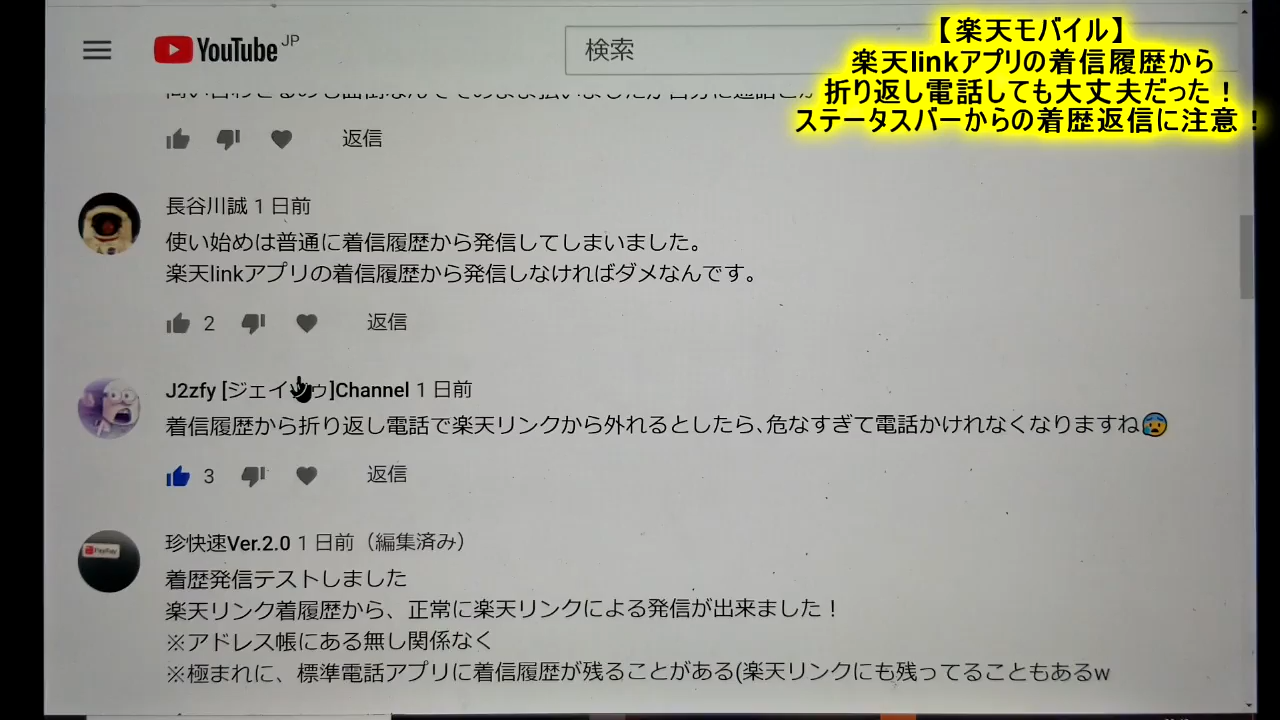 【楽天モバイル】
楽天linkアプリの着信履歴から
折り返し電話しても大丈夫だった！
ステータスバーからの着歴返信に注意！
YouTube JP
検索
返信
長谷川誠 1 日前
使い始めは普通に着信履歴から発信してしまいました。
楽天linkアプリの着信履歴から発信しなければダメなんです。
2 返信
J2zfy [ジェイ ゥ]Channel 1 日前
着信履歴から折り返し電話で楽天リンクから外れるとしたら、危なすぎて電話かけれなくなりますね😰
3 返信
PayPay
珍快速Ver.2.0 1 日前（編集済み）
着歴発信テストしました
楽天リンク着履歴から、正常に楽天リンクによる発信が出来ました！
※アドレス帳にある無し関係なく
※極まれに、標準電話アプリに着信履歴が残ることがある(楽天リンクにも残ってることもあるw